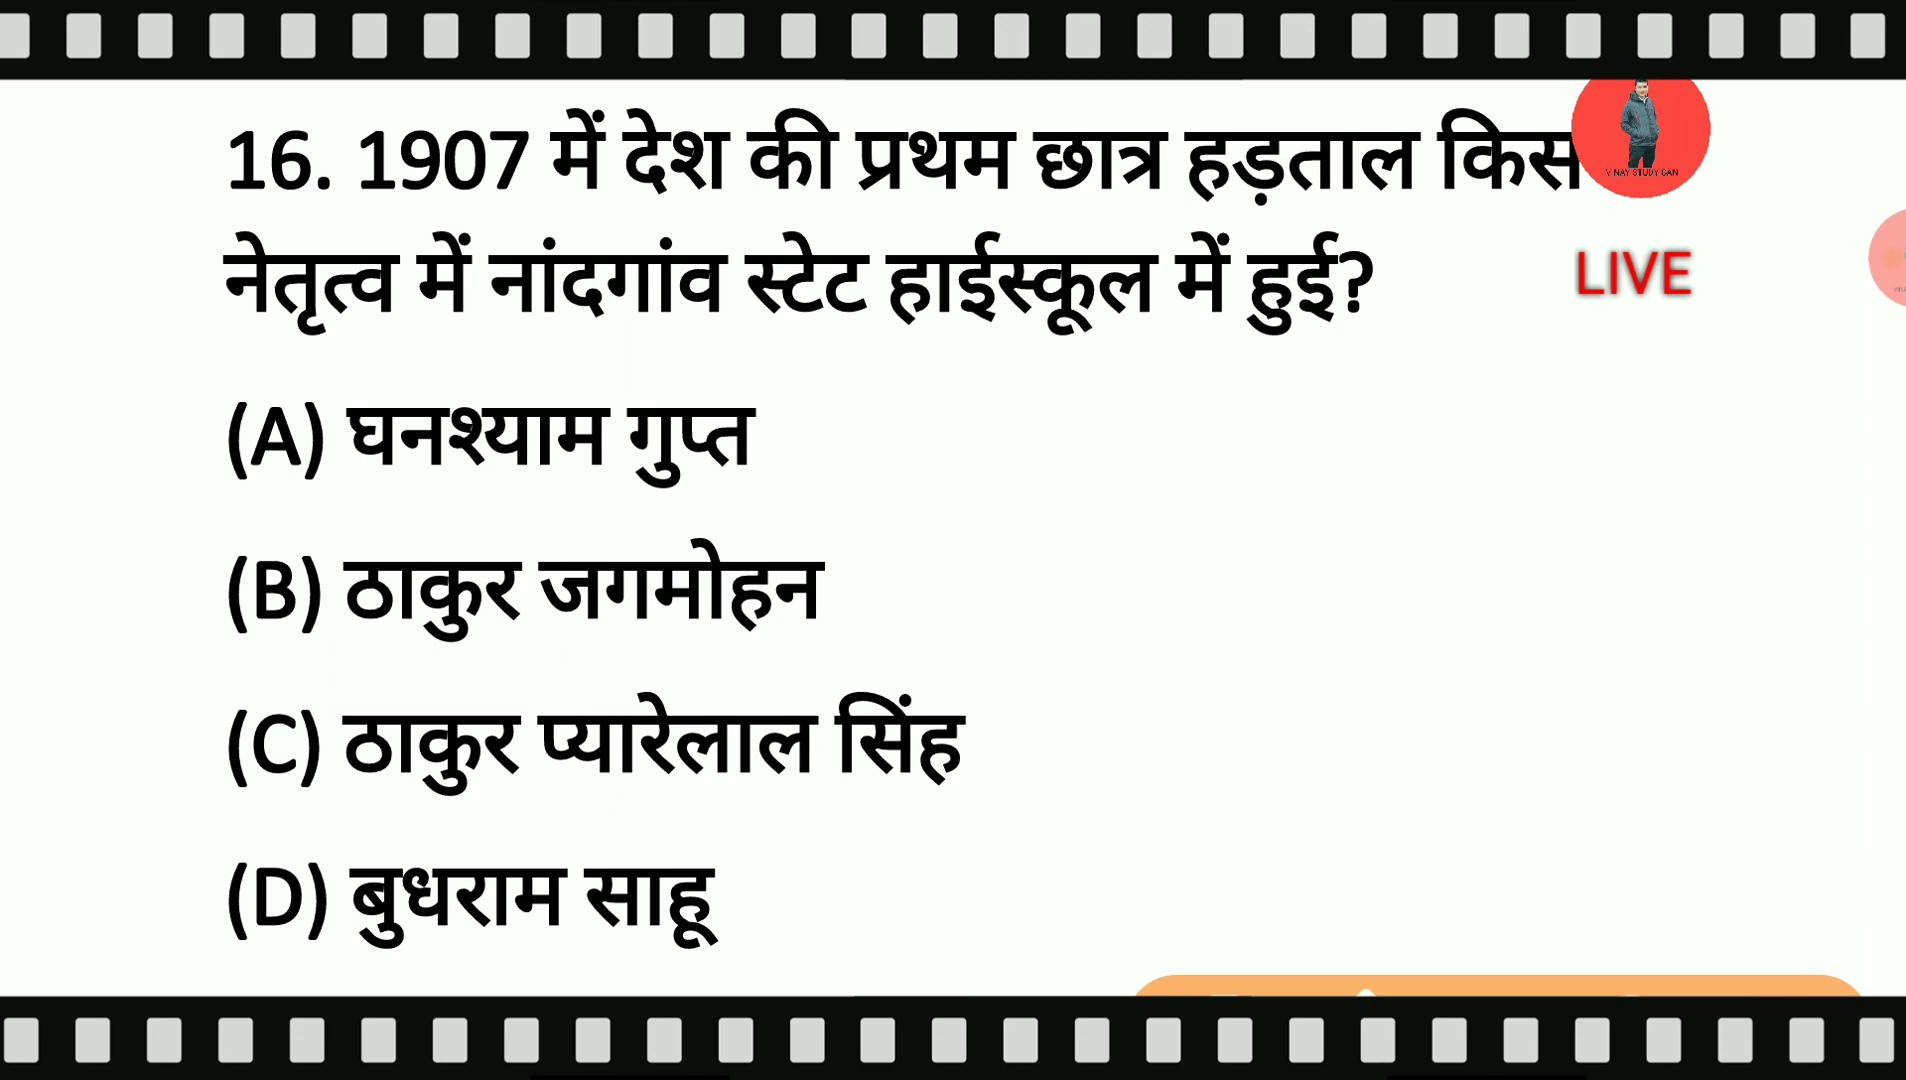 16. 1907 में देश की प्रथम छात्र हड़ताल किस
नेतृत्व में नांदगांव स्टेट हाईस्कूल में हुई?
LIVE
(A) घनश्याम गुप्त
(B) ठाकुर जगमोहन
(C) ठाकुर प्यारेलाल सिंह
(D) बुधराम साहू